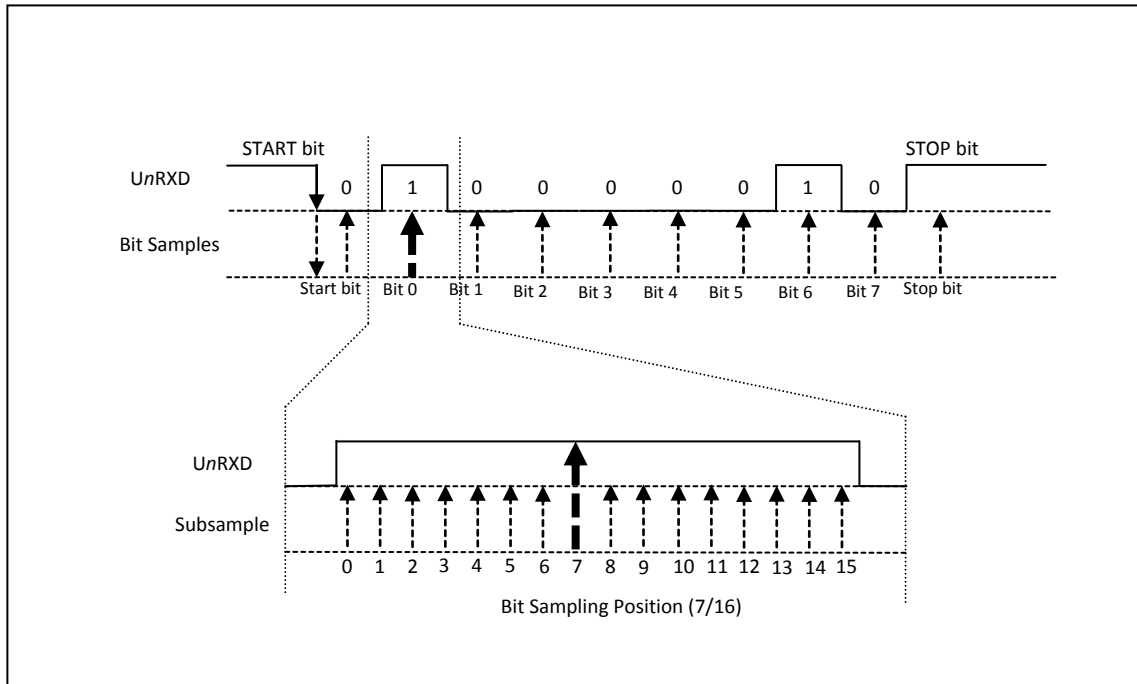 START bit STOP bit
UnRXD
0 1 0 0 0 0 0 1 0
Bit Samples
Start bit Bit 0 Bit 1 Bit 2 Bit 3 Bit 4 Bit 5 Bit 6 Bit 7 Stop bit
UnRXD
Subsample
0 1 2 3 4 5 6 7 8 9 10 11 12 13 14 15
Bit Sampling Position (7/16)